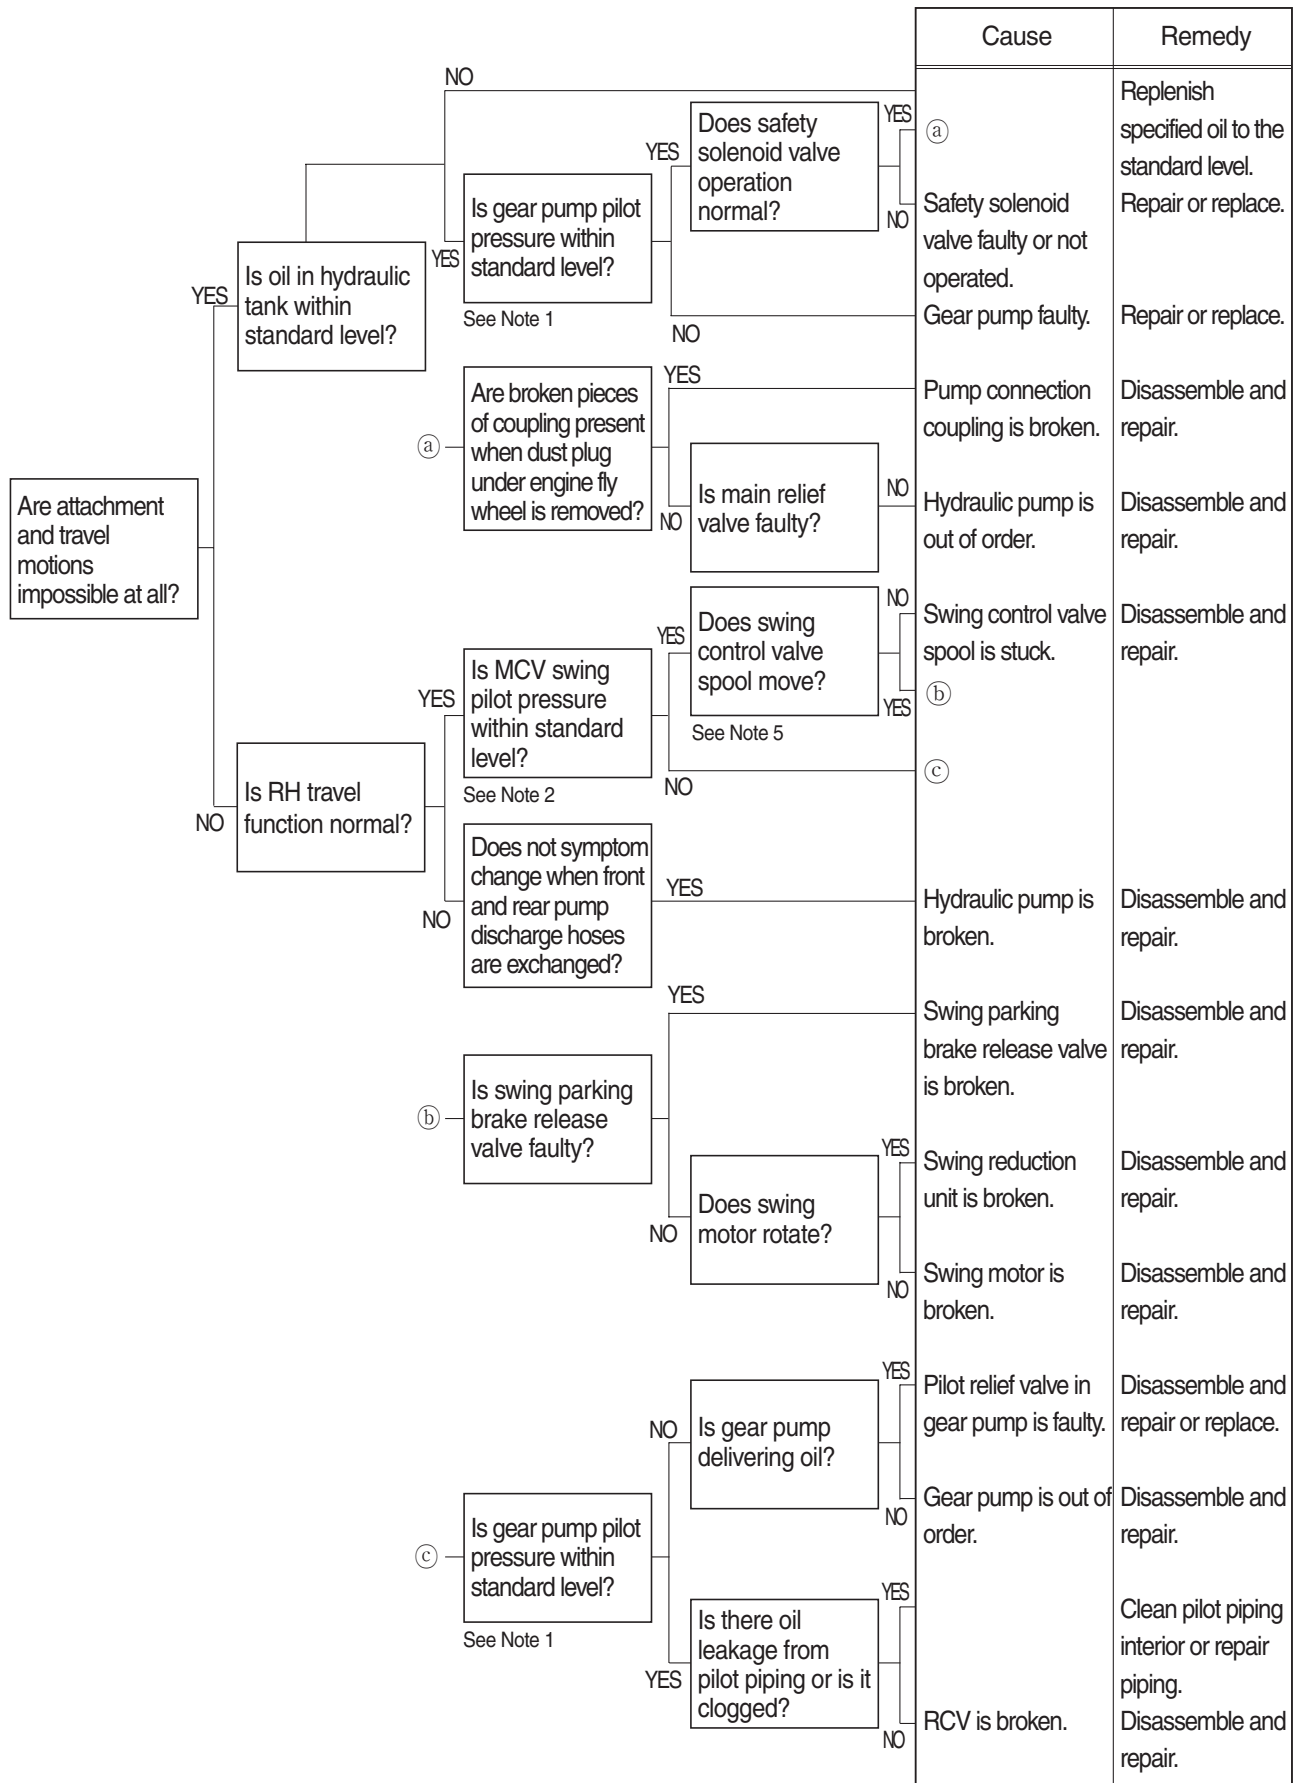 Cause
Remedy
NO
Replenish
specified oil to the
standard level.
YES
Is oil in hydraulic
tank within
standard level?
YES
Is gear pump pilot
pressure within
standard level?
See Note 1
YES
Does safety
solenoid valve
operation
normal?
YES
ⓐ
NO
Safety solenoid
valve faulty or not
operated.
Repair or replace.
NO
Gear pump faulty.
Repair or replace.
ⓐ
Are broken pieces
of coupling present
when dust plug
under engine fly
wheel is removed?
YES
Pump connection
coupling is broken.
Disassemble and
repair.
NO
Is main relief
valve faulty?
NO
Hydraulic pump is
out of order.
Disassemble and
repair.
Are attachment
and travel
motions
impossible at all?
NO
Is RH travel
function normal?
YES
Is MCV swing
pilot pressure
within standard
level?
See Note 2
YES
Does swing
control valve
spool move?
See Note 5
NO
Swing control valve
spool is stuck.
Disassemble and
repair.
YES
ⓑ
NO
ⓒ
NO
Does not symptom
change when front
and rear pump
discharge hoses
are exchanged?
YES
Hydraulic pump is
broken.
Disassemble and
repair.
ⓑ
Is swing parking
brake release
valve faulty?
YES
Swing parking
brake release valve
is broken.
Disassemble and
repair.
NO
Does swing
motor rotate?
YES
Swing reduction
unit is broken.
Disassemble and
repair.
NO
Swing motor is
broken.
Disassemble and
repair.
ⓒ
Is gear pump pilot
pressure within
standard level?
See Note 1
NO
Is gear pump
delivering oil?
YES
Pilot relief valve in
gear pump is faulty.
Disassemble and
repair or replace.
NO
Gear pump is out of
order.
Disassemble and
repair.
YES
Is there oil
leakage from
pilot piping or is it
clogged?
YES
Clean pilot piping
interior or repair
piping.
NO
RCV is broken.
Disassemble and
repair.